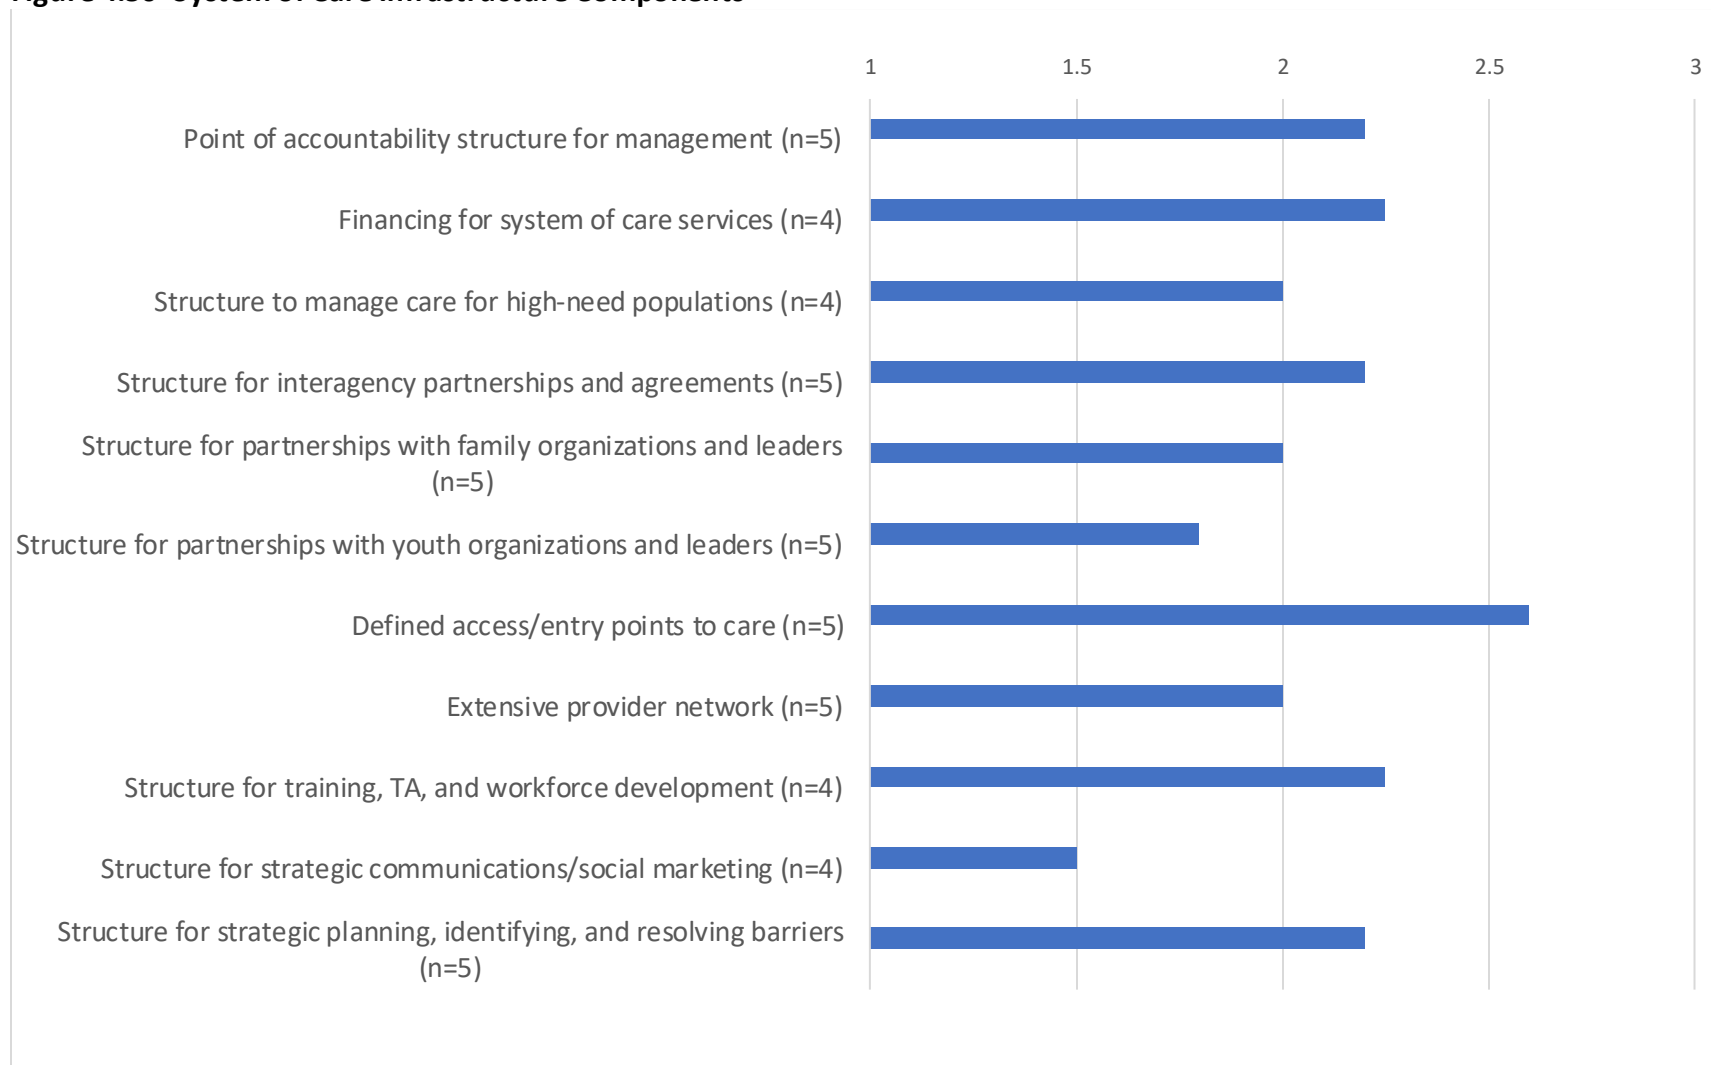 1 1.5 2 2.5 3
Point of accountability structure for management (n=5)
Financing for system of care services (n=4)
Structure to manage care for high-need populations (n=4)
Structure for interagency partnerships and agreements (n=5)
Structure for partnerships with family organizations and leaders
(n=5)
Structure for partnerships with youth organizations and leaders (n=5)
Defined access/entry points to care (n=5)
Extensive provider network (n=5)
Structure for training, TA, and workforce development (n=4)
Structure for strategic communications/social marketing (n=4)
Structure for strategic planning, identifying, and resolving barriers
(n=5)